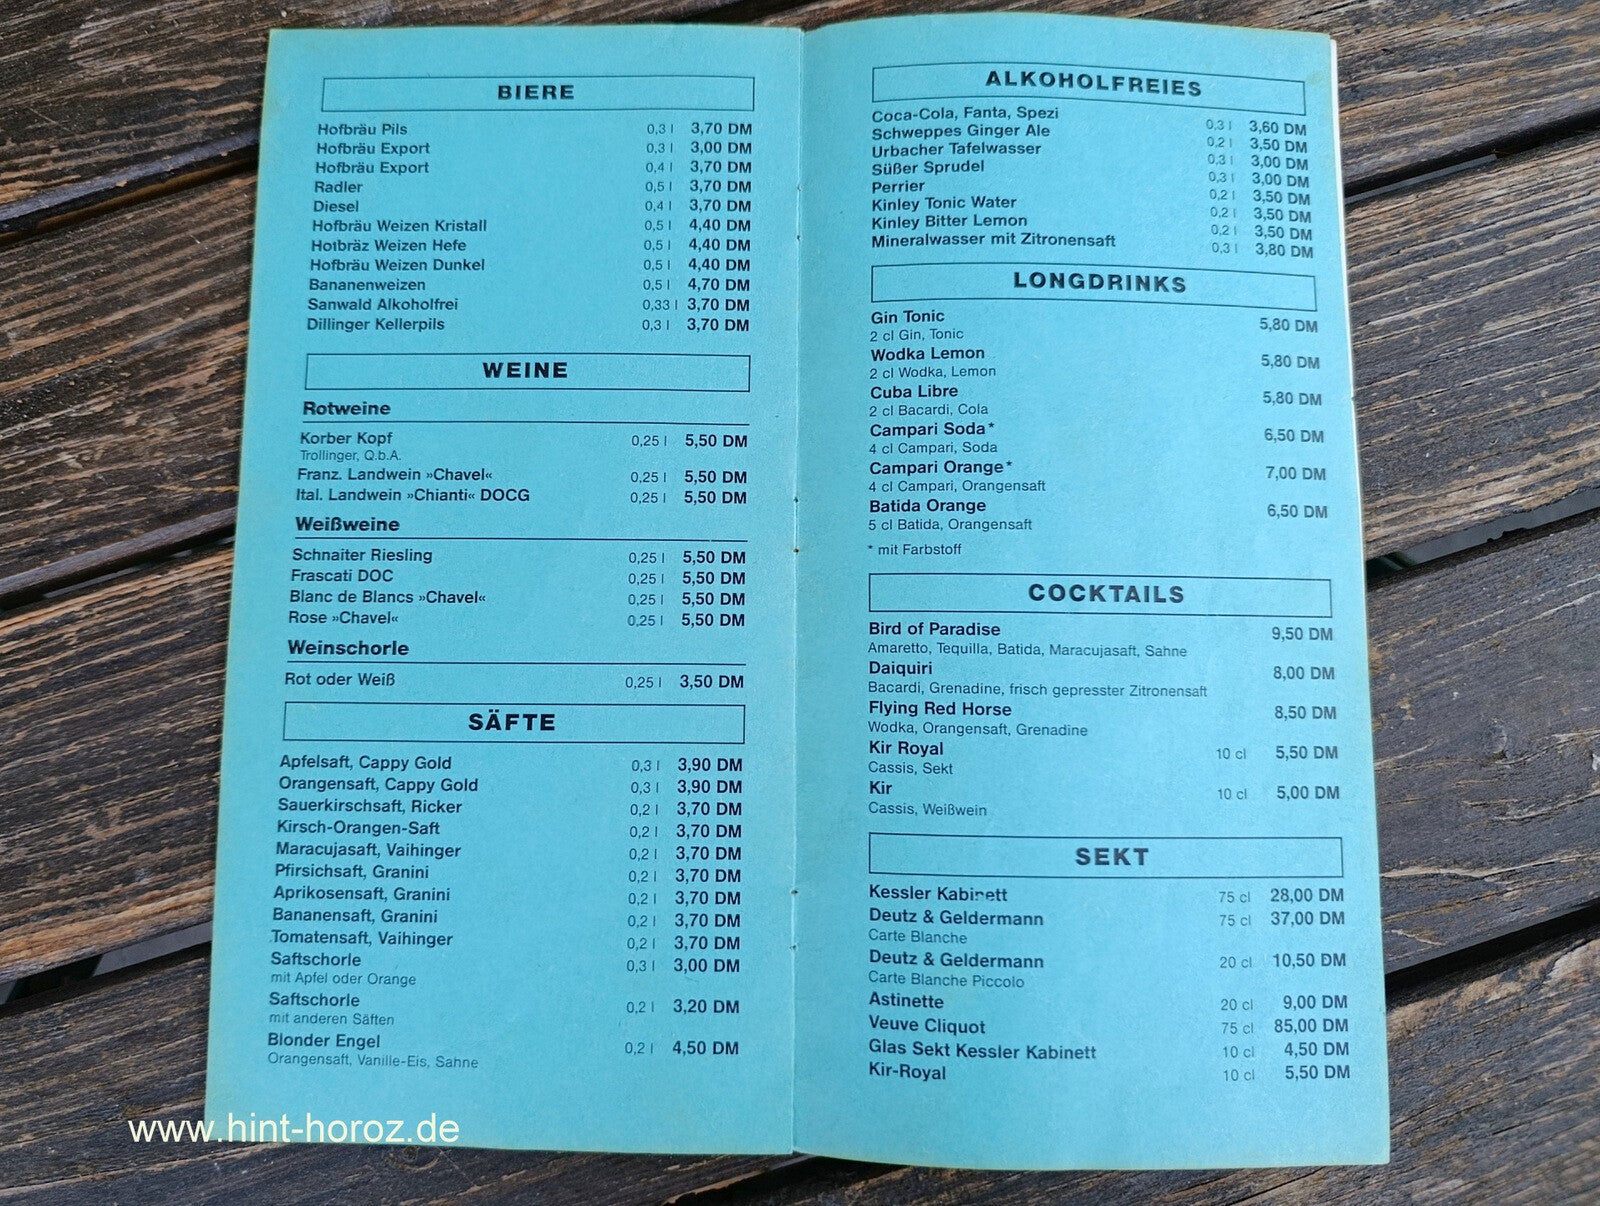 BIERE
Hofbräu Pils 0,3 l 3,70 DM
Hofbräu Export 0,3 l 3,00 DM
Hofbräu Export 0,4 l 3,70 DM
Radler 0,5 l 3,70 DM
Diesel 0,4 l 3,70 DM
Hofbräu Weizen Kristall 0,5 l 4,40 DM
Hofbräz Weizen Hefe 0,5 l 4,40 DM
Hofbräu Weizen Dunkel 0,5 l 4,40 DM
Bananenweizen 0,5 l 4,70 DM
Sanwald Alkoholfrei 0,33 l 3,70 DM
Dillinger Kellerpils 0,3 l 3,70 DM
WEINE
Rotweine
Korber Kopf 0,25 l 5,50 DM
Trollinger, Q.b.A.
Franz. Landwein »Chavel« 0,25 l 5,50 DM
Ital. Landwein »Chianti« DOCG 0,25 l 5,50 DM
Weißweine
Schnaiter Riesling 0,25 l 5,50 DM
Frascati DOC 0,25 l 5,50 DM
Blanc de Blancs »Chavel« 0,25 l 5,50 DM
Rose »Chavel« 0,25 l 5,50 DM
Weinschorle
Rot oder Weiß 0,25 l 3,50 DM
SÄFTE
Apfelsaft, Cappy Gold 0,3 l 3,90 DM
Orangensaft, Cappy Gold 0,3 l 3,90 DM
Sauerkirschsaft, Ricker 0,2 l 3,70 DM
Kirsch-Orangen-Saft 0,2 l 3,70 DM
Maracujasaft, Vaihinger 0,2 l 3,70 DM
Pfirsichsaft, Granini 0,2 l 3,70 DM
Aprikosensaft, Granini 0,2 l 3,70 DM
Bananensaft, Granini 0,2 l 3,70 DM
Tomatensaft, Vaihinger 0,2 l 3,70 DM
Saftschorle 0,3 l 3,00 DM
mit Apfel oder Orange
Saftschorle 0,2 l 3,20 DM
mit anderen Säften
Blonder Engel 0,2 l 4,50 DM
Orangensaft, Vanille-Eis, Sahne
ALKOHOLFREIES
Coca-Cola, Fanta, Spezi 0,3 l 3,60 DM
Schweppes Ginger Ale 0,2 l 3,50 DM
Urbacher Tafelwasser 0,3 l 3,00 DM
Süßer Sprudel 0,3 l 3,00 DM
Perrier 0,2 l 3,50 DM
Kinley Tonic Water 0,2 l 3,50 DM
Kinley Bitter Lemon 0,2 l 3,50 DM
Mineralwasser mit Zitronensaft 0,3 l 3,80 DM
LONGDRINKS
Gin Tonic 5,80 DM
2 cl Gin, Tonic
Wodka Lemon 5,80 DM
2 cl Wodka, Lemon
Cuba Libre 5,80 DM
2 cl Bacardi, Cola
Campari Soda* 6,50 DM
4 cl Campari, Soda
Campari Orange* 7,00 DM
4 cl Campari, Orangensaft
Batida Orange 6,50 DM
5 cl Batida, Orangensaft
* mit Farbstoff
COCKTAILS
Bird of Paradise 9,50 DM
Amaretto, Tequilla, Batida, Maracujasaft, Sahne
Daiquiri 8,00 DM
Bacardi, Grenadine, frisch gepresster Zitronensaft
Flying Red Horse 8,50 DM
Wodka, Orangensaft, Grenadine
Kir Royal 10 cl 5,50 DM
Cassis, Sekt
Kir 10 cl 5,00 DM
Cassis, Weißwein
SEKT
Kessler Kabinett 75 cl 28,00 DM
Deutz & Geldermann 75 cl 37,00 DM
Carte Blanche
Deutz & Geldermann 20 cl 10,50 DM
Carte Blanche Piccolo
Astinette 20 cl 9,00 DM
Veuve Cliquot 75 cl 85,00 DM
Glas Sekt Kessler Kabinett 10 cl 4,50 DM
Kir-Royal 10 cl 5,50 DM
www.hint-horoz.de